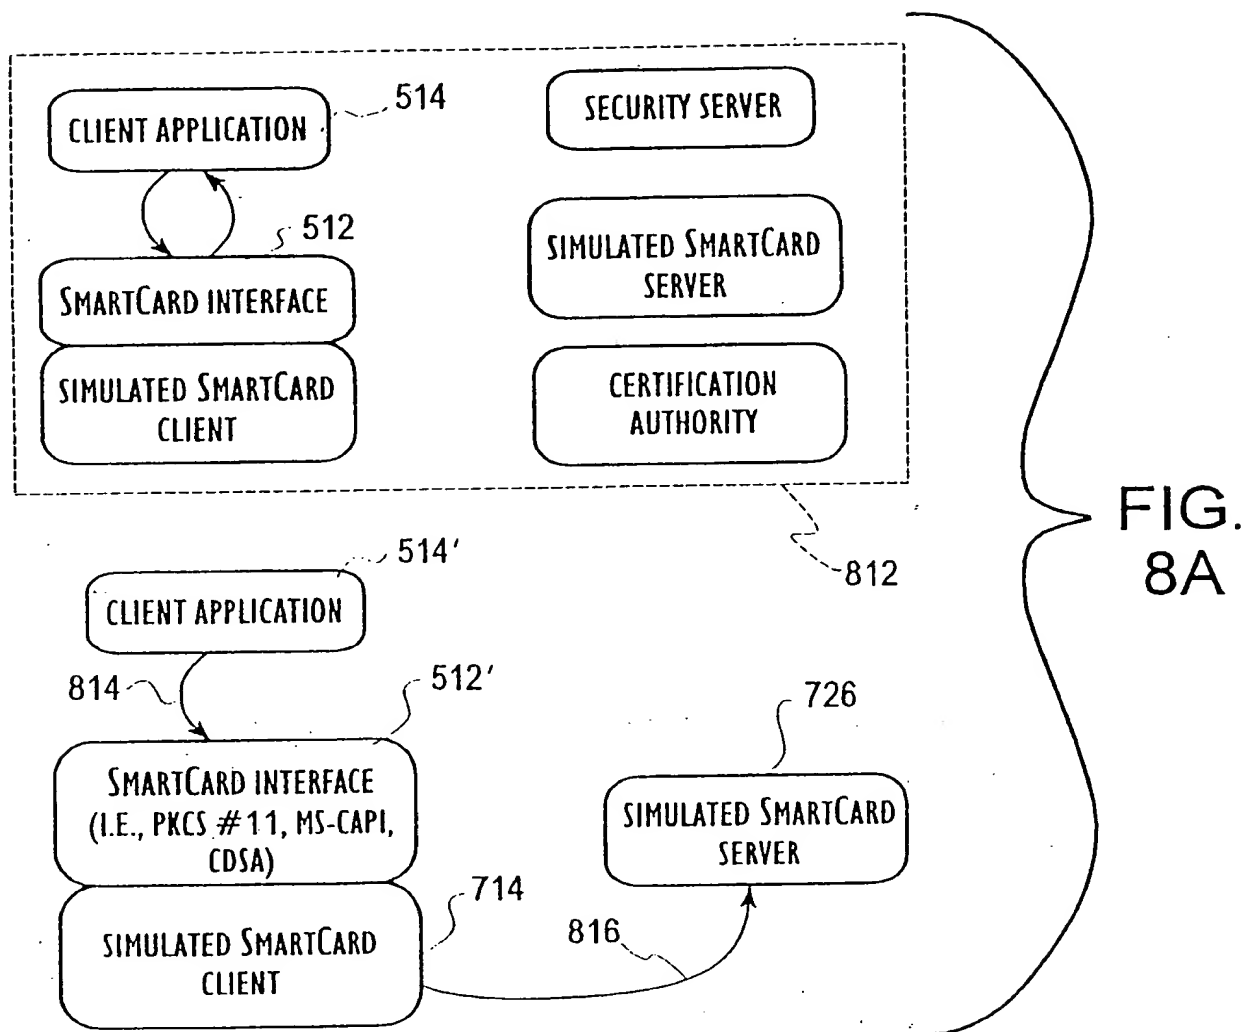 CLIENT APPLICATION
514
SECURITY SERVER
512
SMARTCARD INTERFACE
SIMULATED SMARTCARD
CLIENT
SIMULATED SMARTCARD
SERVER
CERTIFICATION
AUTHORITY
812
FIG.
8A
514'
CLIENT APPLICATION
814
512'
SMARTCARD INTERFACE
(I.E., PKCS #11, MS-CAPI,
CDSA)
714
SIMULATED SMARTCARD
CLIENT
726
SIMULATED SMARTCARD
SERVER
816